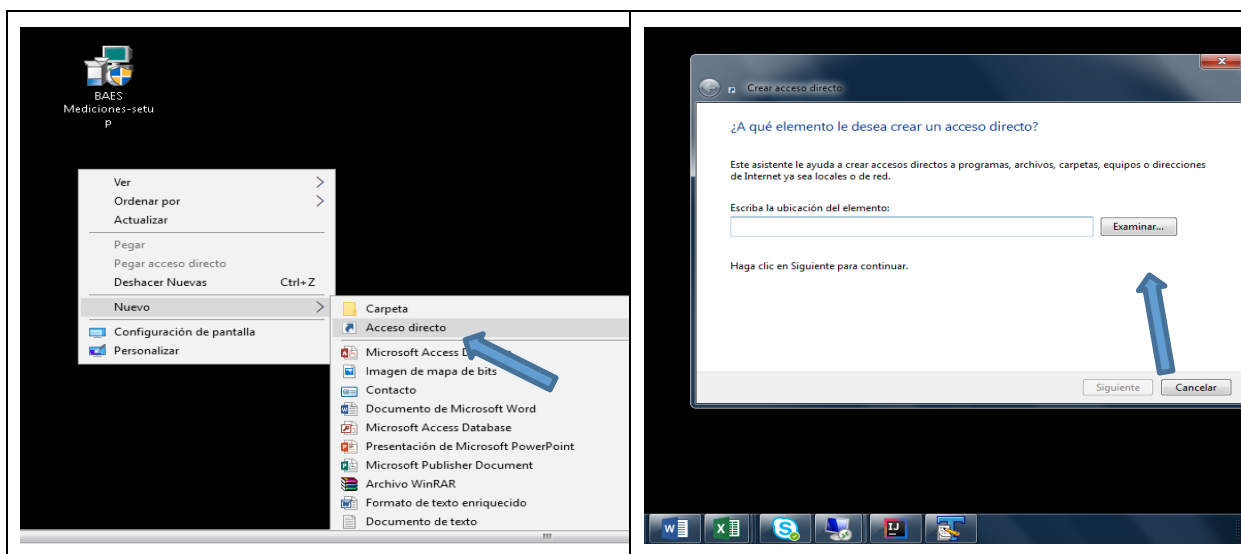 BAES
Mediciones-setu
p
Ver
Ordenar por
Actualizar
Pegar
Pegar acceso directo
Deshacer Nuevas Ctrl+Z
Nuevo
Configuración de pantalla
Personalizar
Carpeta
Acceso directo
Microsoft Access D
Imagen de mapa de bits
Contacto
Documento de Microsoft Word
Microsoft Access Database
Presentación de Microsoft PowerPoint
Microsoft Publisher Document
Archivo WinRAR
Formato de texto enriquecido
Documento de texto
Crear acceso directo
¿A qué elemento le desea crear un acceso directo?
Este asistente le ayuda a crear accesos directos a programas, archivos, carpetas, equipos o direcciones
de Internet ya sea locales o de red.
Escriba la ubicación del elemento:
Examinar...
Haga clic en Siguiente para continuar.
Siguiente Cancelar